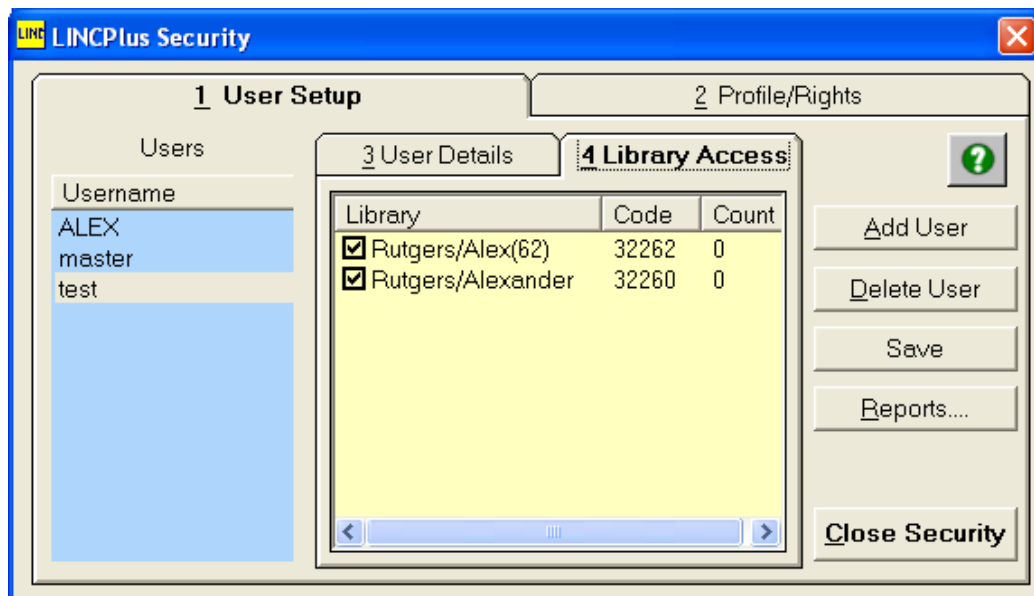 LINC LINCPlus Security
1 User Setup
2 Profile/Rights
Users
3 User Details
4 Library Access
Username
ALEX
master
test
Library Code Count
Rutgers/Alex(62) 32262 0
Rutgers/Alexander 32260 0
Add User
Delete User
Save
Reports....
Close Security